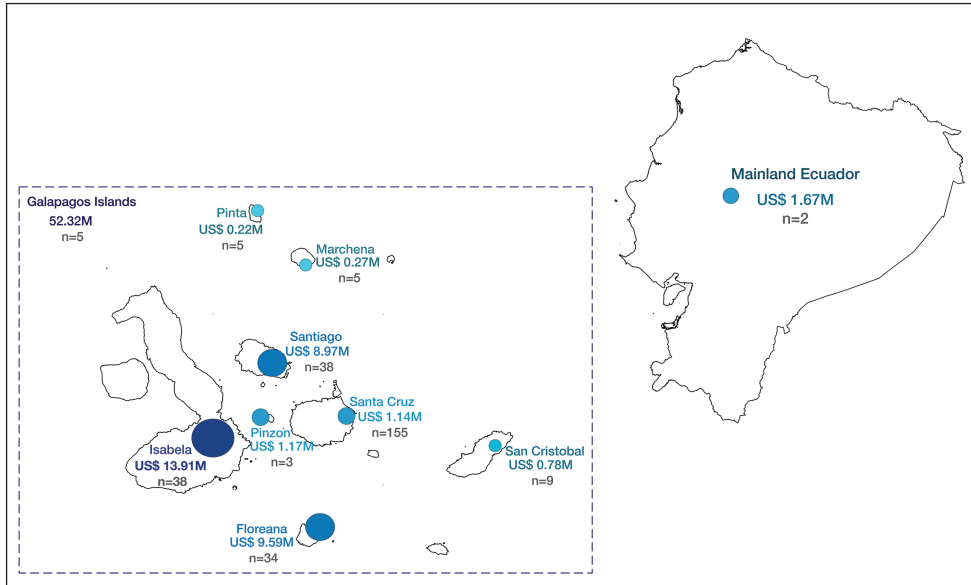 Mainland Ecuador
US$ 1.67M
n=2
Galapagos Islands
52.32M
n=5
Pinta
US$ 0.22M
n=5
Marchena
US$ 0.27M
n=5
Santiago
US$ 8.97M
n=38
Santa Cruz
US$ 1.14M
n=155
Pinzon
US$ 1.17M
n=3
Isabela
US$ 13.91M
n=38
San Cristobal
US$ 0.78M
n=9
Floreana
US$ 9.59M
n=34